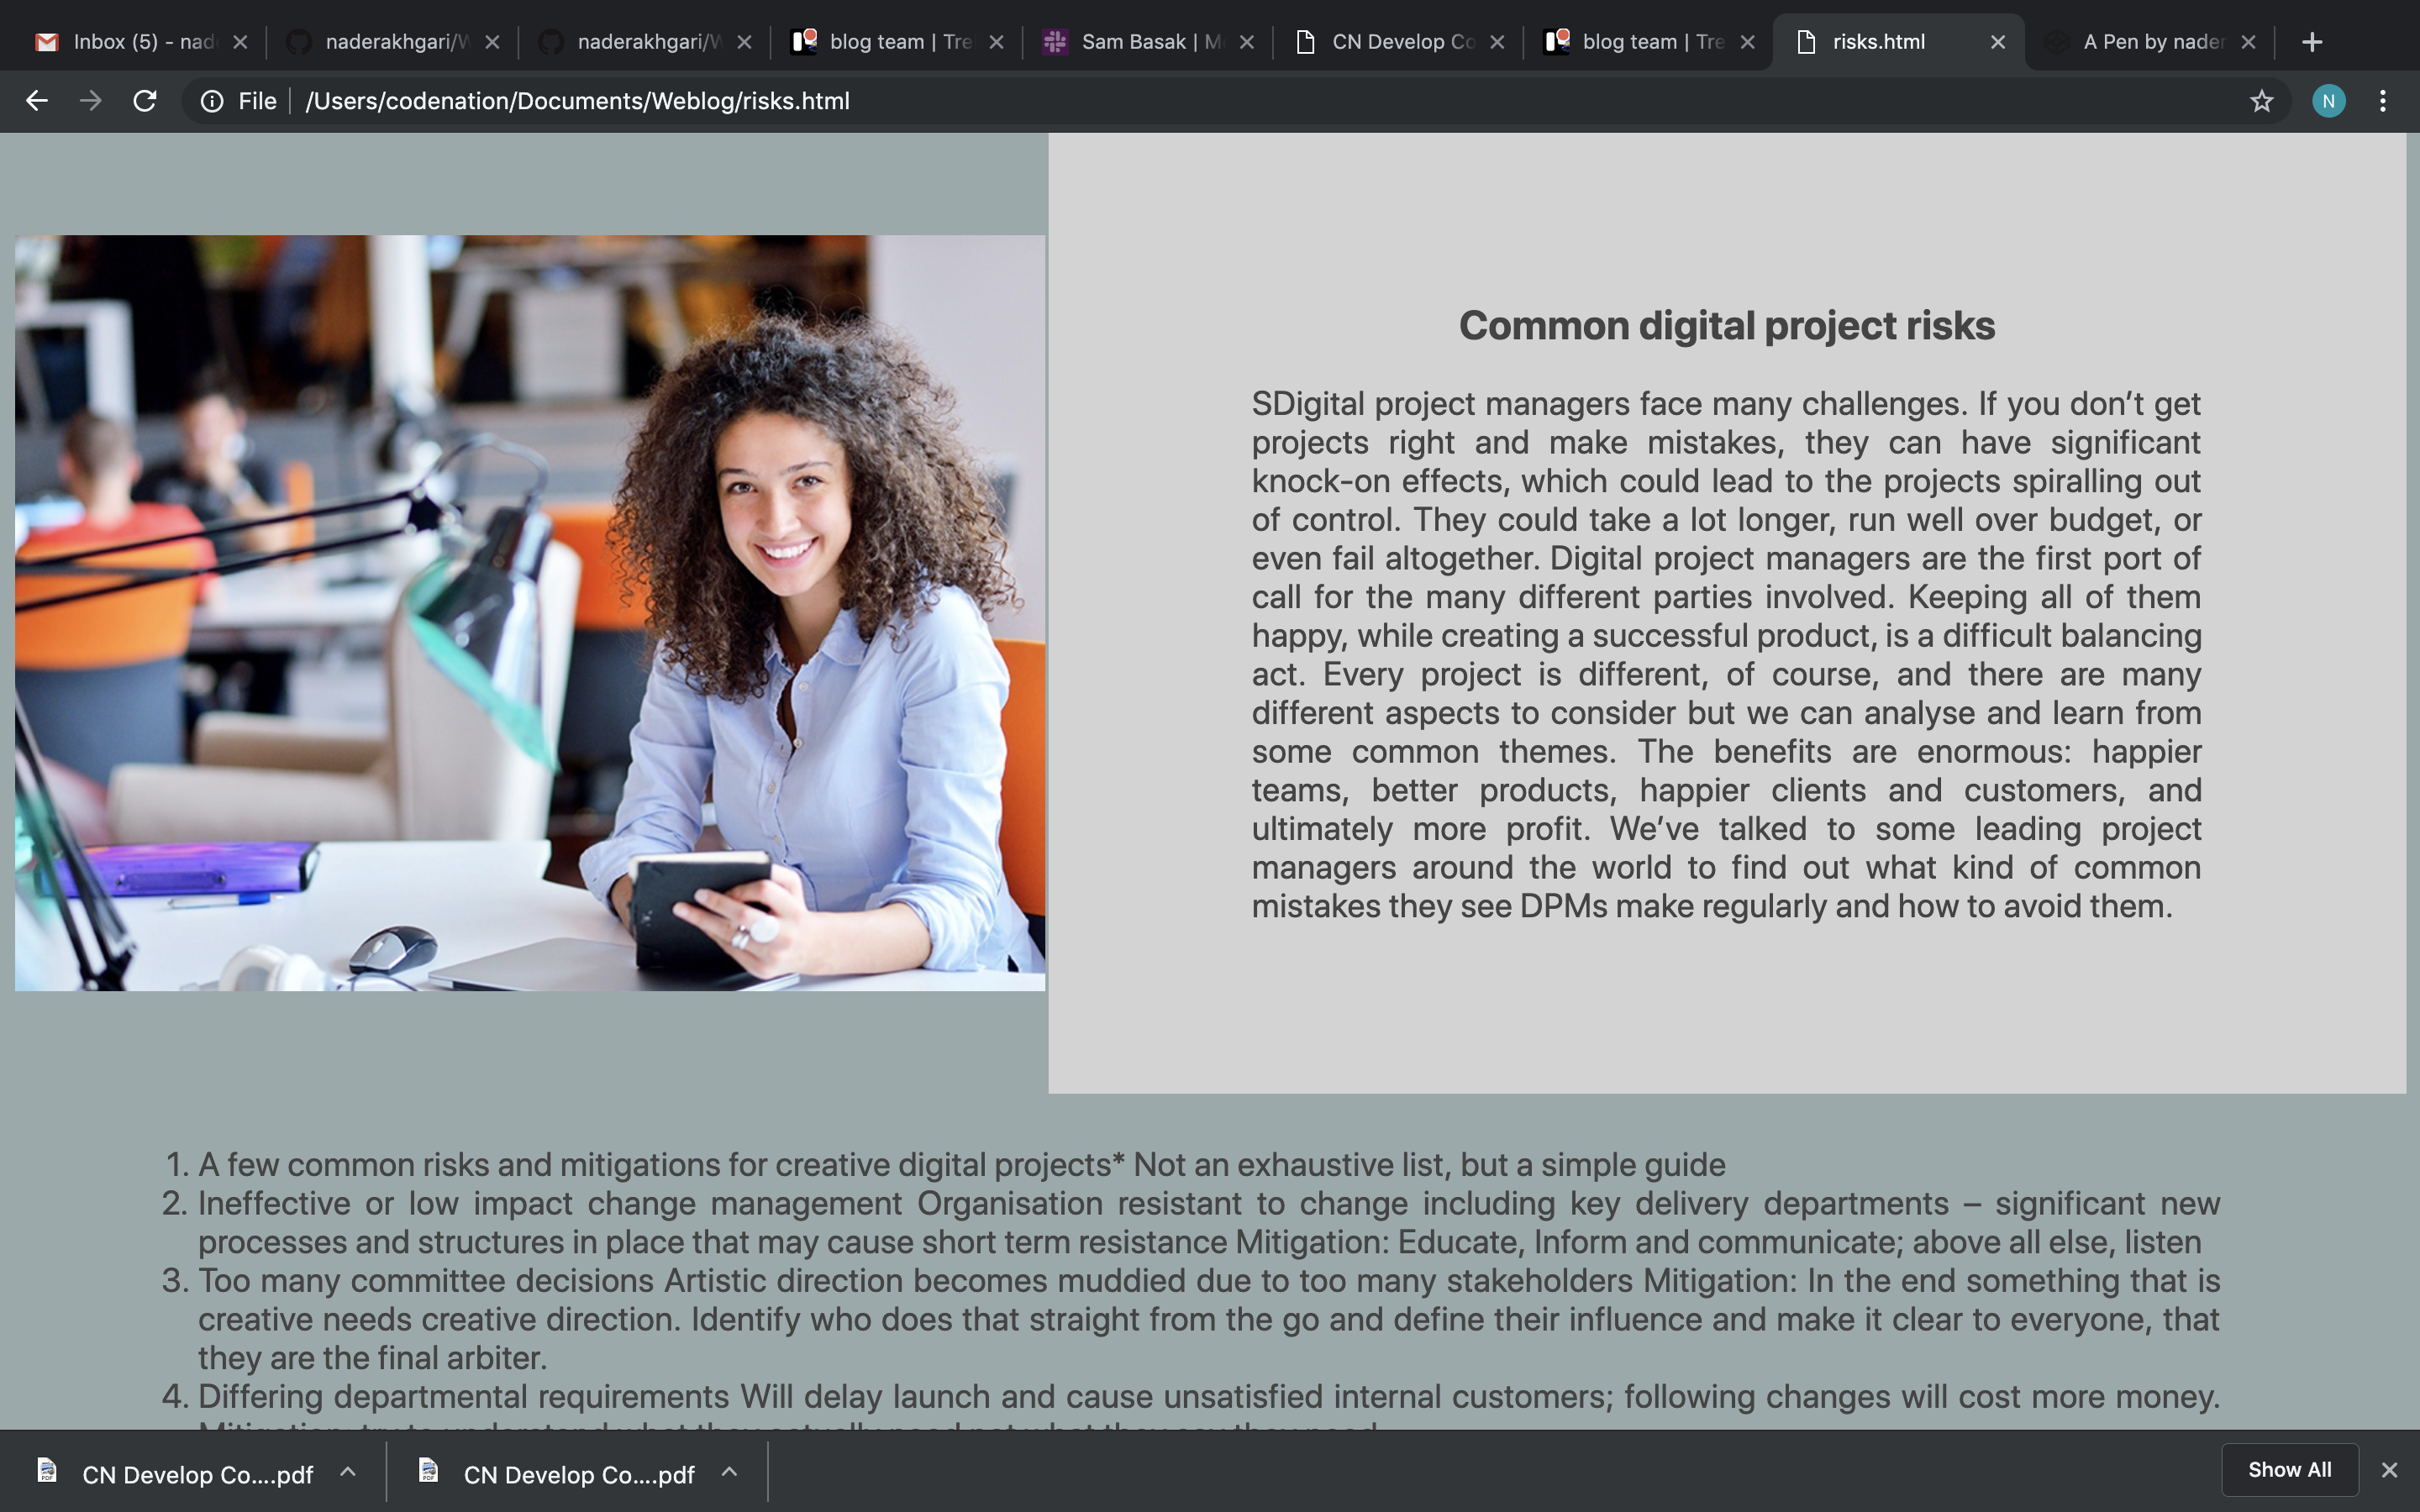 Inbox (5) - nad
naderakhgari/W
naderakhgari/W
blog team | Tre
Sam Basak | M
CN Develop Co
blog team | Tre
risks.html
A Pen by nader
File
/Users/codenation/Documents/Weblog/risks.html
N
Common digital project risks
SDigital project managers face many challenges. If you don’t get
projects right and make mistakes, they can have significant
knock-on effects, which could lead to the projects spiralling out
of control. They could take a lot longer, run well over budget, or
even fail altogether. Digital project managers are the first port of
call for the many different parties involved. Keeping all of them
happy, while creating a successful product, is a difficult balancing
act. Every project is different, of course, and there are many
different aspects to consider but we can analyse and learn from
some common themes. The benefits are enormous: happier
teams, better products, happier clients and customers, and
ultimately more profit. We’ve talked to some leading project
managers around the world to find out what kind of common
mistakes they see DPMs make regularly and how to avoid them.
1. A few common risks and mitigations for creative digital projects* Not an exhaustive list, but a simple guide
2. Ineffective or low impact change management Organisation resistant to change including key delivery departments – significant new
processes and structures in place that may cause short term resistance Mitigation: Educate, Inform and communicate; above all else, listen
3. Too many committee decisions Artistic direction becomes muddied due to too many stakeholders Mitigation: In the end something that is
creative needs creative direction. Identify who does that straight from the go and define their influence and make it clear to everyone, that
they are the final arbiter.
4. Differing departmental requirements Will delay launch and cause unsatisfied internal customers; following changes will cost more money.
Mitigation: try to understand what they actually need not what they say they need
CN Develop Co....pdf
CN Develop Co....pdf
Show All